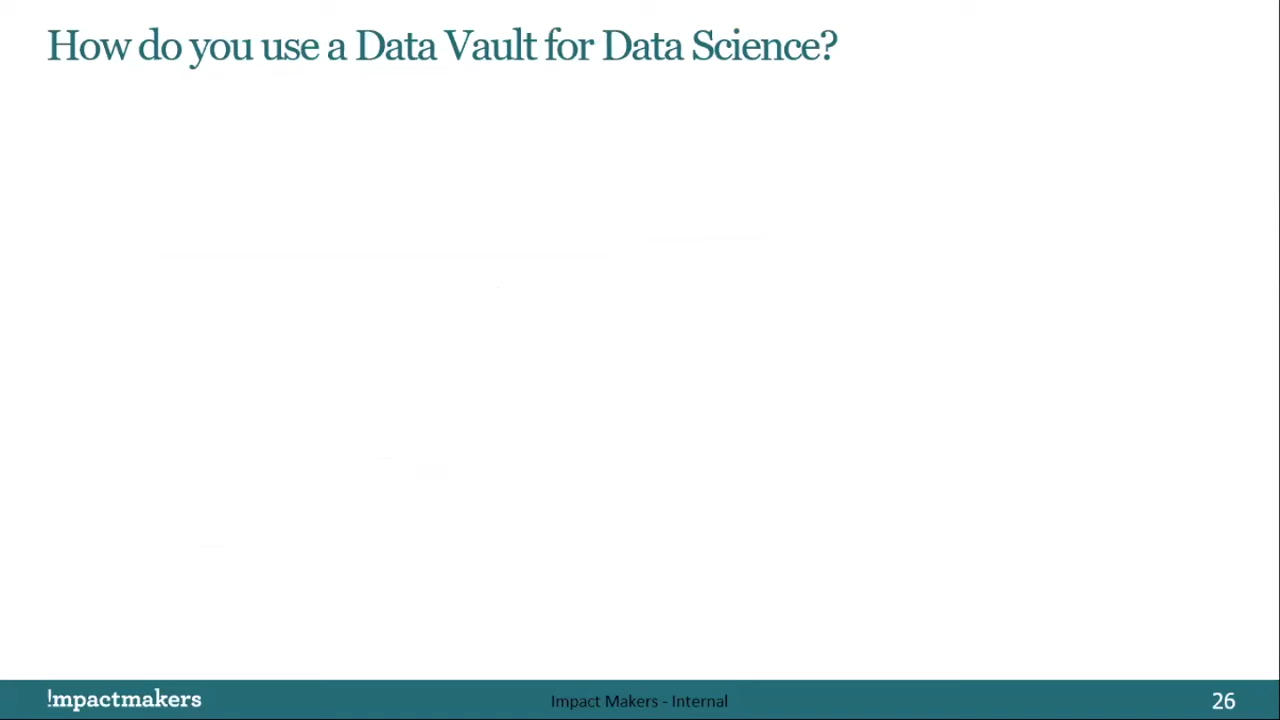 How do you use a Data Vault for Data Science?
!mpactmakers
Impact Makers - Internal
26